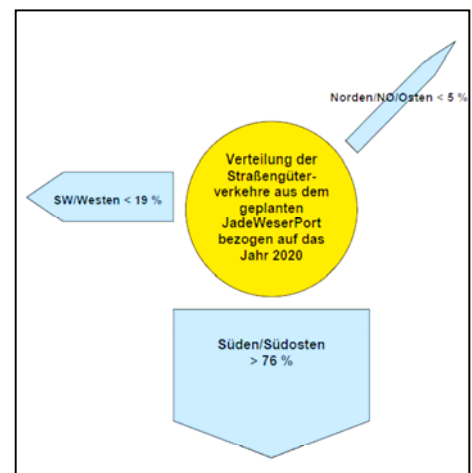 Norden/NO/Osten < 5 %
Verteilung der
Straßengüter-
verkehre aus dem
geplanten
JadeWeserPort
bezogen auf das
Jahr 2020
SW/Westen < 19 %
Süden/Südosten
> 76 %